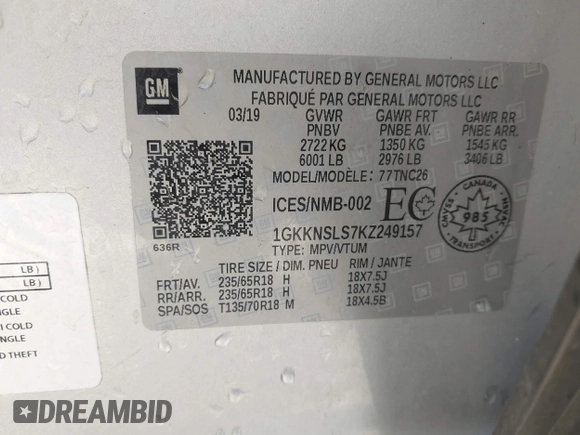 GM
MANUFACTURED BY GENERAL MOTORS LLC
FABRIQUÉ PAR GENERAL MOTORS LLC
03/19 GVWR GAWR FRT GAWR RR
PNBV PNBE AV. PNBE ARR.
2722 KG 1350 KG 1545 KG
6001 LB 2976 LB 3406 LB
MODEL/MODÈLE: 77TNC26
ICES/NMB-002 EC
CANADA
985
TRANSPORT
636R
1GKKNSLS7KZ249157
TYPE: MPV/VTUM
TIRE SIZE / DIM. PNEU RIM / JANTE
FRT/AV. 235/65R18 H 18X7.5J
RR/ARR. 235/65R18 H 18X7.5J
SPA/SOS T135/70R18 M 18X4.5B
LB )
LB )
COLD
NGLE
I COLD
ANGLE
D THEFT
DREAMBID